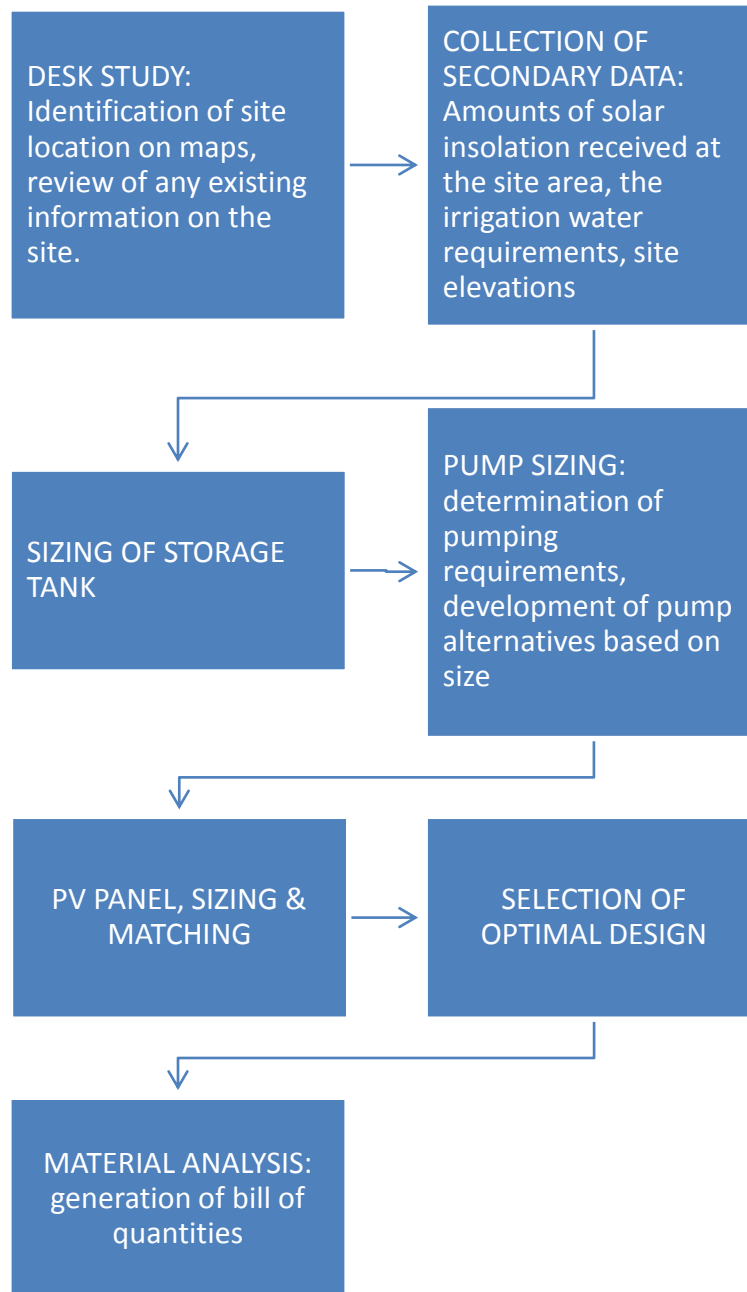 DESK STUDY:
Identification of site
location on maps,
review of any existing
information on the
site.
COLLECTION OF
SECONDARY DATA:
Amounts of solar
insolation received at
the site area, the
irrigation water
requirements, site
elevations
SIZING OF STORAGE
TANK
PUMP SIZING:
determination of
pumping
requirements,
development of pump
alternatives based on
size
PV PANEL, SIZING &
MATCHING
SELECTION OF
OPTIMAL DESIGN
MATERIAL ANALYSIS:
generation of bill of
quantities